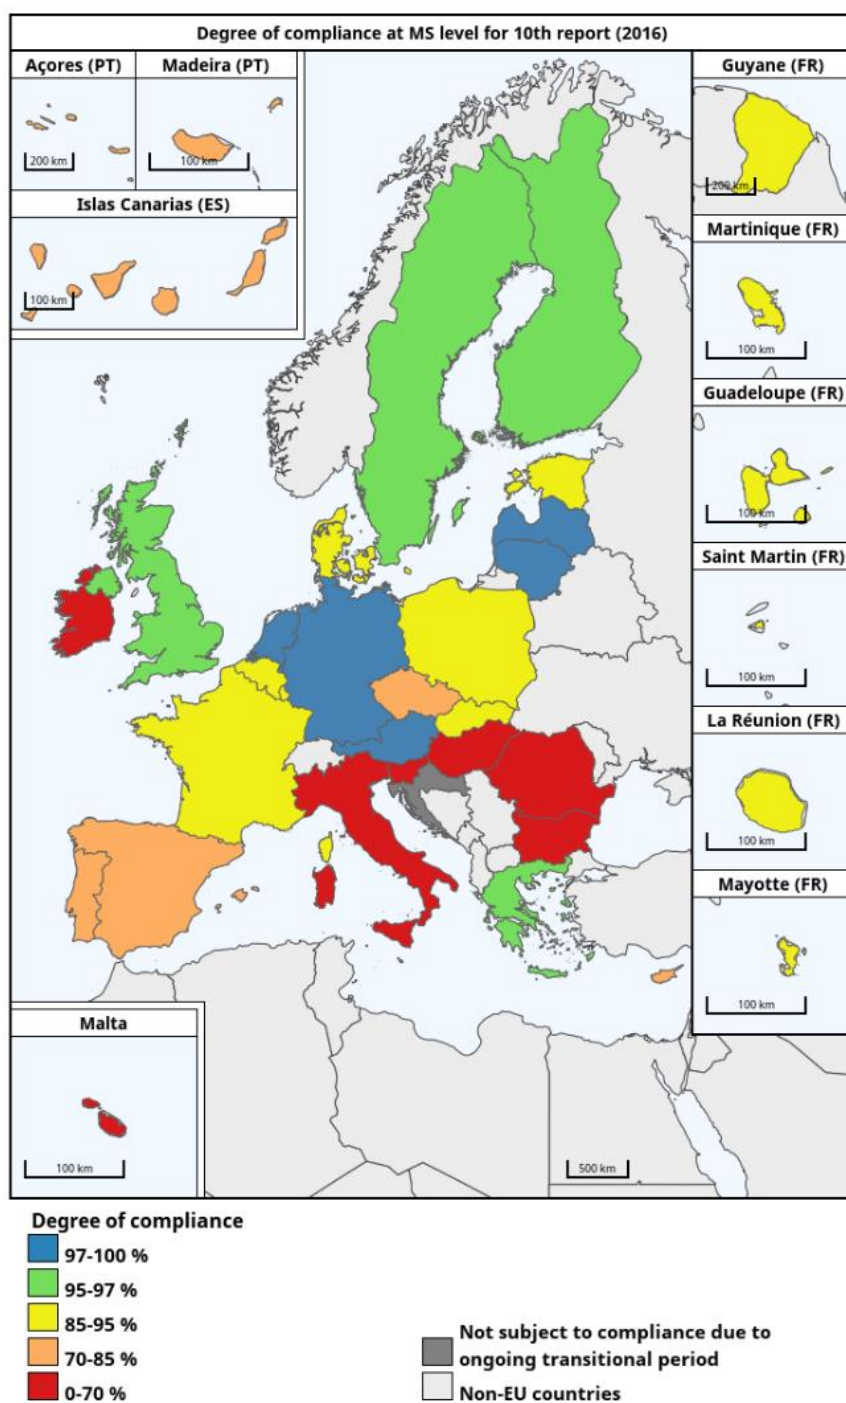 Degree of compliance at MS level for 10th report (2016)
Açores (PT)
200 km
Madeira (PT)
100 km
Islas Canarias (ES)
100 km
Guyane (FR)
200 km
Martinique (FR)
100 km
Guadeloupe (FR)
100 km
Saint Martin (FR)
100 km
La Réunion (FR)
100 km
Mayotte (FR)
100 km
Malta
100 km
500 km
Degree of compliance
97-100 %
95-97 %
85-95 %
70-85 %
0-70 %
Not subject to compliance due to
ongoing transitional period
Non-EU countries